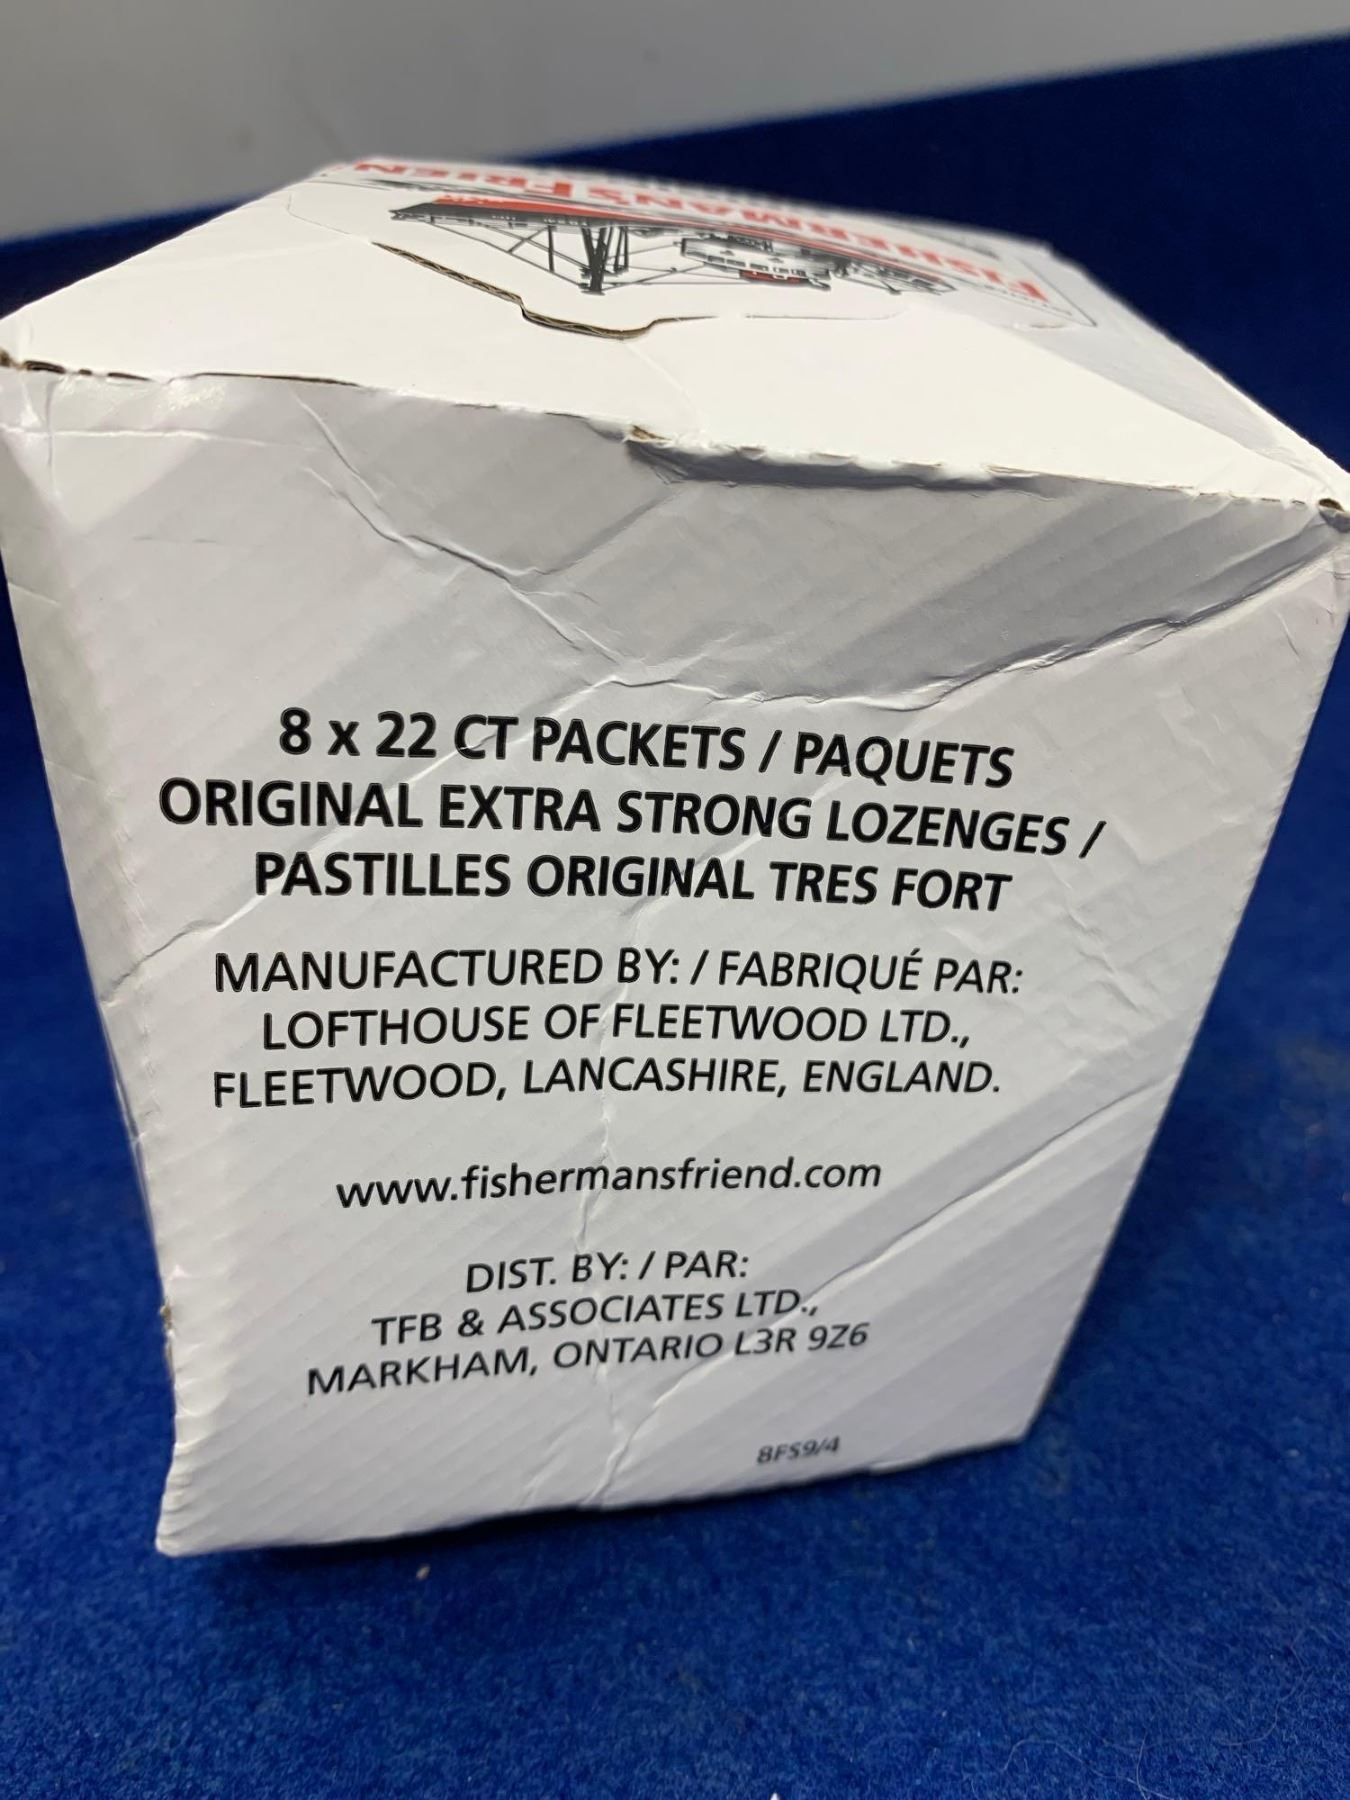 FISHERMAN'S FRIEN
8 x 22 CT PACKETS / PAQUETS
ORIGINAL EXTRA STRONG LOZENGES /
PASTILLES ORIGINAL TRES FORT
MANUFACTURED BY: / FABRIQUÉ PAR:
LOFTHOUSE OF FLEETWOOD LTD.,
FLEETWOOD, LANCASHIRE, ENGLAND.
www.fishermansfriend.com
DIST. BY: / PAR:
TFB & ASSOCIATES LTD.,
MARKHAM, ONTARIO L3R 9Z6
8FS9/4